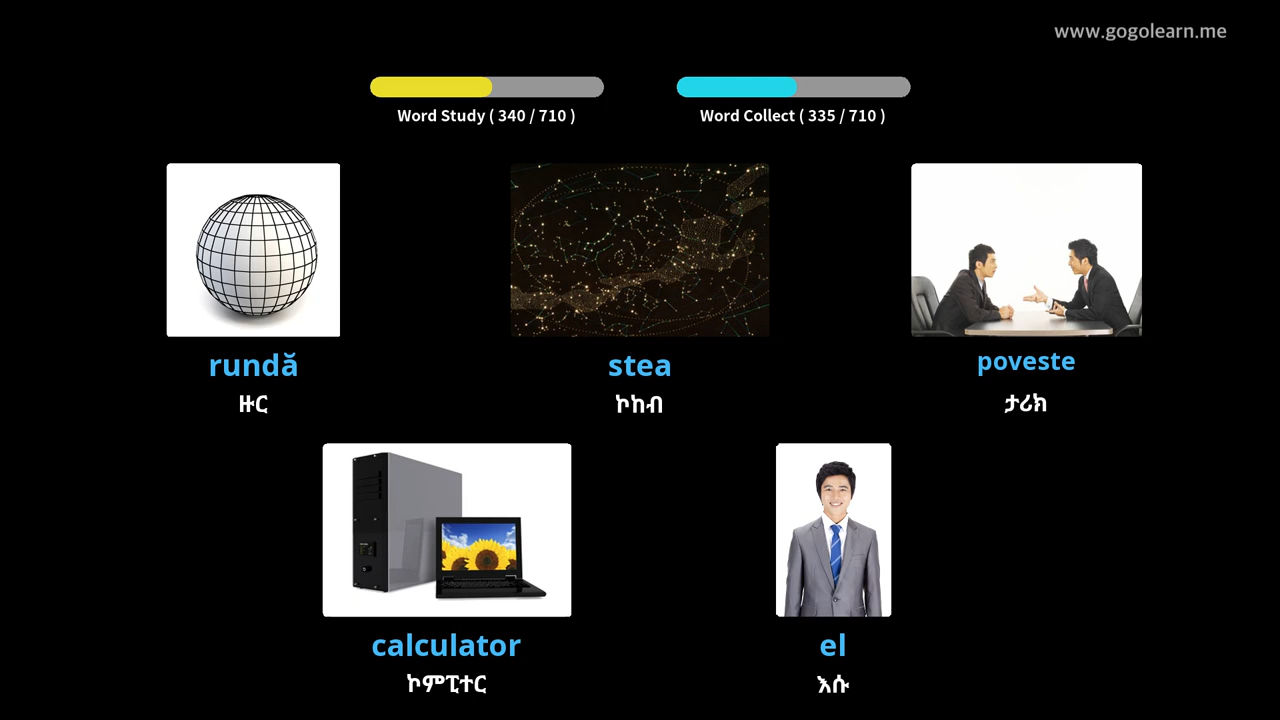 www.gogolearn.me
Word Study ( 340 / 710 )
Word Collect ( 335 / 710 )
rundă
stea
poveste
ዙር
ኮከብ
ታሪክ
calculator
el
ኮምፒተር
እሱ